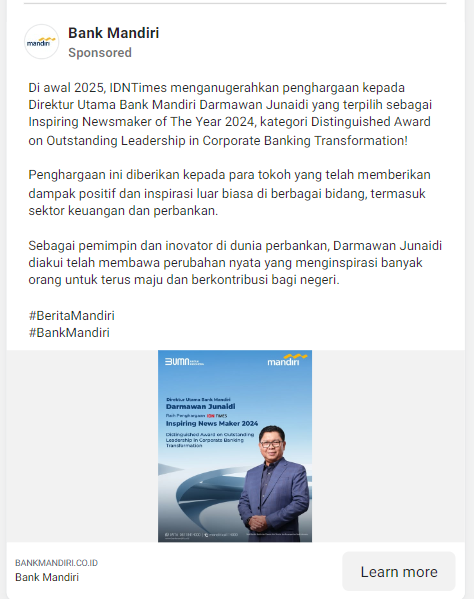 Bank Mandiri
Sponsored
Di awal 2025, IDNTimes menganugerahkan penghargaan kepada
Direktur Utama Bank Mandiri Darmawan Junaidi yang terpilih sebagai
Inspiring Newsmaker of The Year 2024, kategori Distinguished Award
on Outstanding Leadership in Corporate Banking Transformation!
Penghargaan ini diberikan kepada para tokoh yang telah memberikan
dampak positif dan inspirasi luar biasa di berbagai bidang, termasuk
sektor keuangan dan perbankan.
Sebagai pemimpin dan inovator di dunia perbankan, Darmawan Junaidi
diakui telah membawa perubahan nyata yang menginspirasi banyak
orang untuk terus maju dan berkontribusi bagi negeri.
#BeritaMandiri
#BankMandiri
mandiri
BUMN
mandiri
Direktur Utama Bank Mandiri
Darmawan Junaidi
Raih Penghargaan IDN TIMES
Inspiring News Maker 2024
Distinguished Award on Outstanding
Leadership in Corporate Banking
Transformation
BANKMANDIRI.CO.ID
Bank Mandiri
Learn more